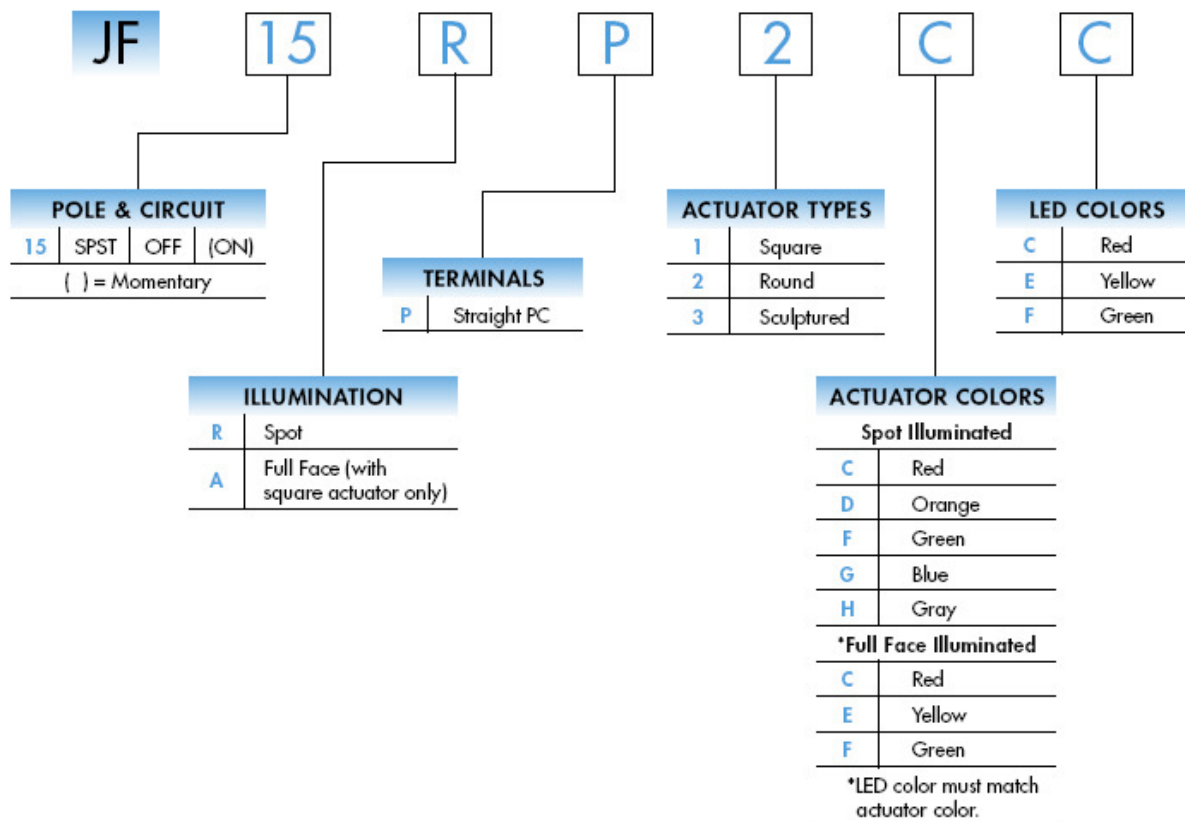 JF 15 R P 2 C C
POLE & CIRCUIT
15 SPST OFF (ON)
( ) = Momentary
ILLUMINATION
R Spot
A Full Face (with
square actuator only)
TERMINALS
P Straight PC
ACTUATOR TYPES
1 Square
2 Round
3 Sculptured
ACTUATOR COLORS
Spot Illuminated
C Red
D Orange
F Green
G Blue
H Gray
*Full Face Illuminated
C Red
E Yellow
F Green
*LED color must match
actuator color.
LED COLORS
C Red
E Yellow
F Green